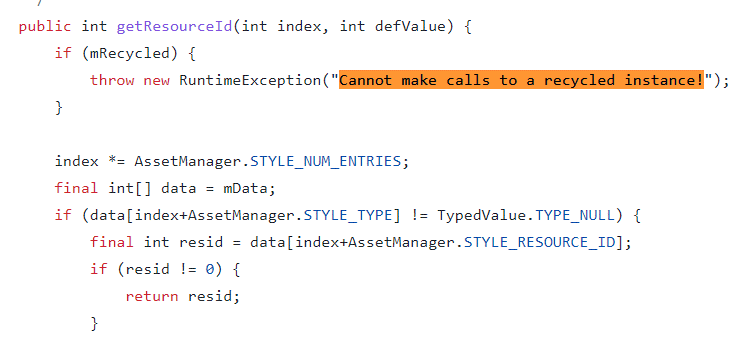 /
public int getResourceId(int index, int defValue) {
    if (mRecycled) {
        throw new RuntimeException("Cannot make calls to a recycled instance!");
    }

    index *= AssetManager.STYLE_NUM_ENTRIES;
    final int[] data = mData;
    if (data[index+AssetManager.STYLE_TYPE] != TypedValue.TYPE_NULL) {
        final int resid = data[index+AssetManager.STYLE_RESOURCE_ID];
        if (resid != 0) {
            return resid;
        }